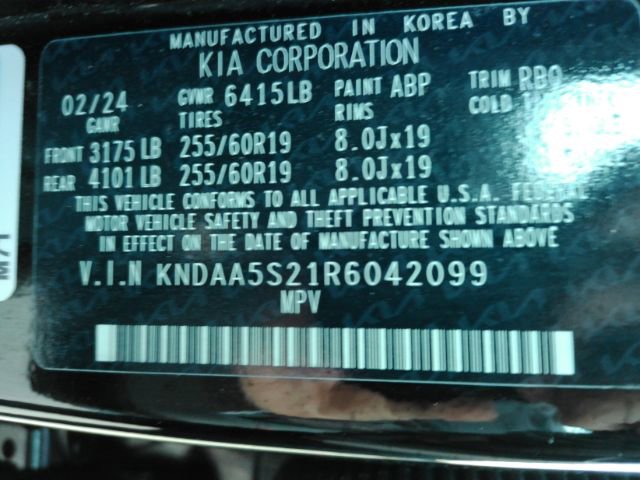 MANUFACTURED IN KOREA BY
KIA CORPORATION
02/24 GVWR 6415LB PAINT ABP TRIM RBQ
GAWR TIRES RIMS COLD
FRONT 3175 LB 255/60R19 8.0Jx19
REAR 4101 LB 255/60R19 8.0Jx19
THIS VEHICLE CONFORMS TO ALL APPLICABLE U.S.A. FEDERAL
MOTOR VEHICLE SAFETY AND THEFT PREVENTION STANDARDS
IN EFFECT ON THE DATE OF MANUFACTURE SHOWN ABOVE
V.I.N KNDAA5S21R6042099
MPV